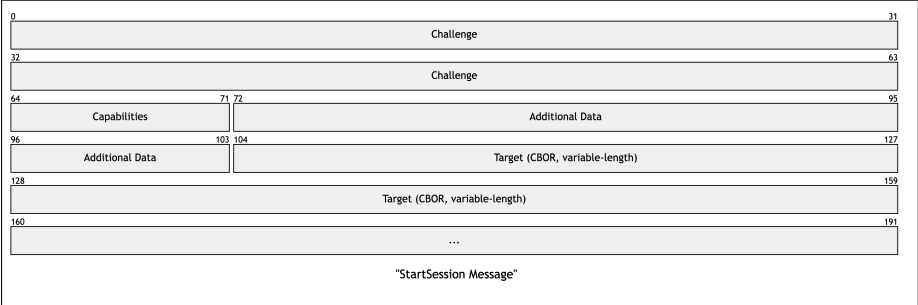 0 31
Challenge
32 63
Challenge
64 71 72 95
Capabilities Additional Data
96 103 104 127
Additional Data Target (CBOR, variable-length)
128 159
Target (CBOR, variable-length)
160 191
...
"StartSession Message"